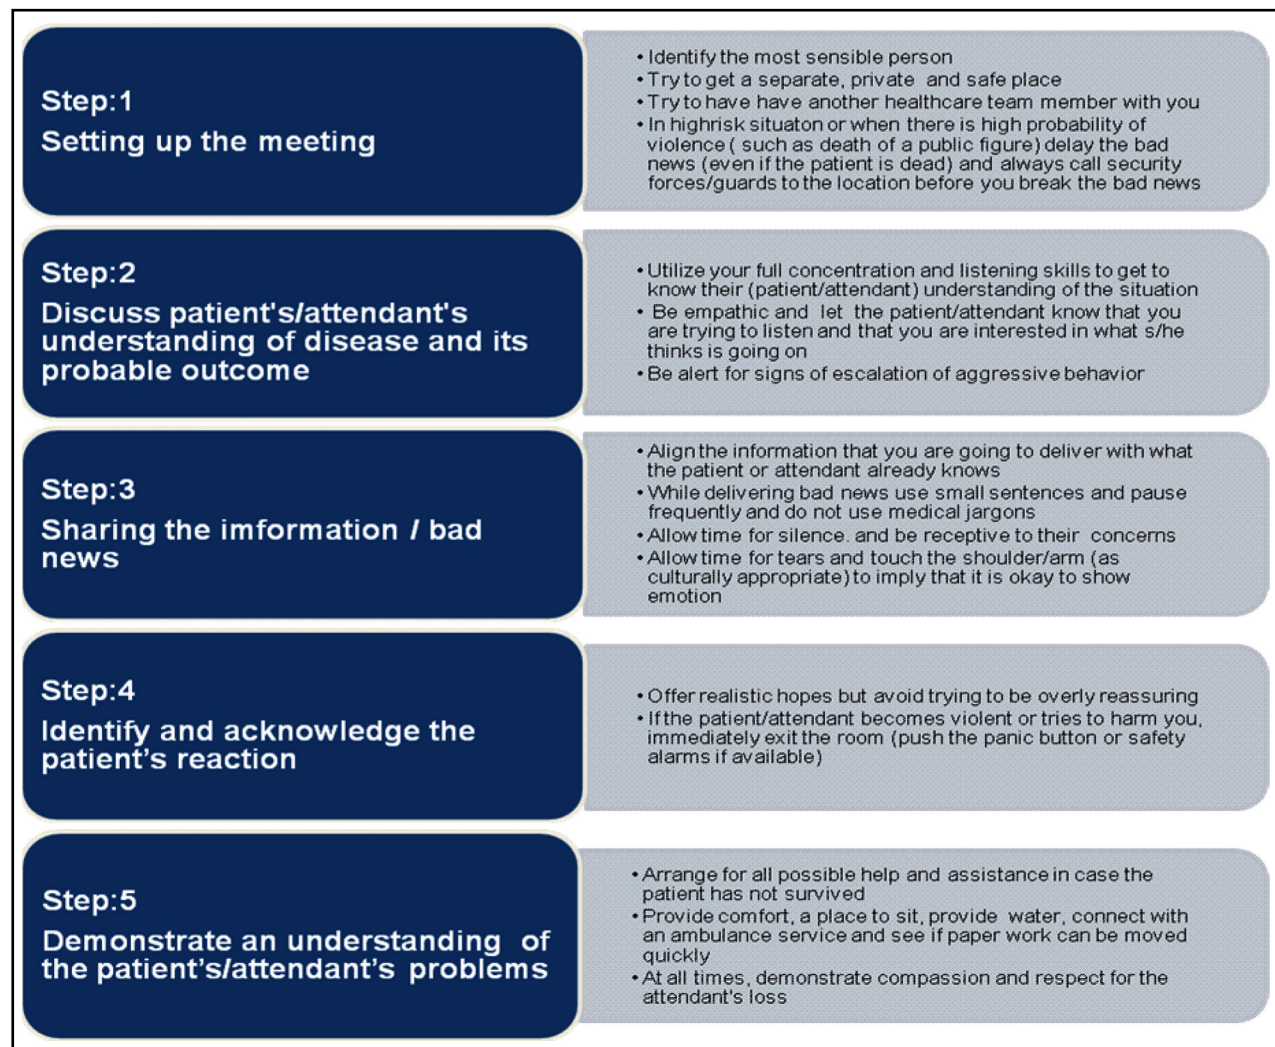 Step:1
Setting up the meeting
• Identify the most sensible person
• Try to get a separate, private and safe place
• Try to have have another healthcare team member with you
• In highrisk situaton or when there is high probability of
violence ( such as death of a public figure) delay the bad
news (even if the patient is dead) and always call security
forces/guards to the location before you break the bad news
Step:2
Discuss patient's/attendant's
understanding of disease and its
probable outcome
• Utilize your full concentration and listening skills to get to
know their (patient/attendant) understanding of the situation
• Be empathic and let the patient/attendant know that you
are trying to listen and that you are interested in what s/he
thinks is going on
• Be alert for signs of escalation of aggressive behavior
Step:3
Sharing the imformation / bad
news
• Align the information that you are going to deliver with what
the patient or attendant already knows
• While delivering bad news use small sentences and pause
frequently and do not use medical jargons
• Allow time for silence. and be receptive to their concerns
• Allow time for tears and touch the shoulder/arm (as
culturally appropriate) to imply that it is okay to show
emotion
Step:4
Identify and acknowledge the
patient’s reaction
• Offer realistic hopes but avoid trying to be overly reassuring
• If the patient/attendant becomes violent or tries to harm you,
immediately exit the room (push the panic button or safety
alarms if available)
Step:5
Demonstrate an understanding of
the patient’s/attendant’s problems
• Arrange for all possible help and assistance in case the
patient has not survived
• Provide comfort, a place to sit, provide water, connect with
an ambulance service and see if paper work can be moved
quickly
• At all times, demonstrate compassion and respect for the
attendant's loss